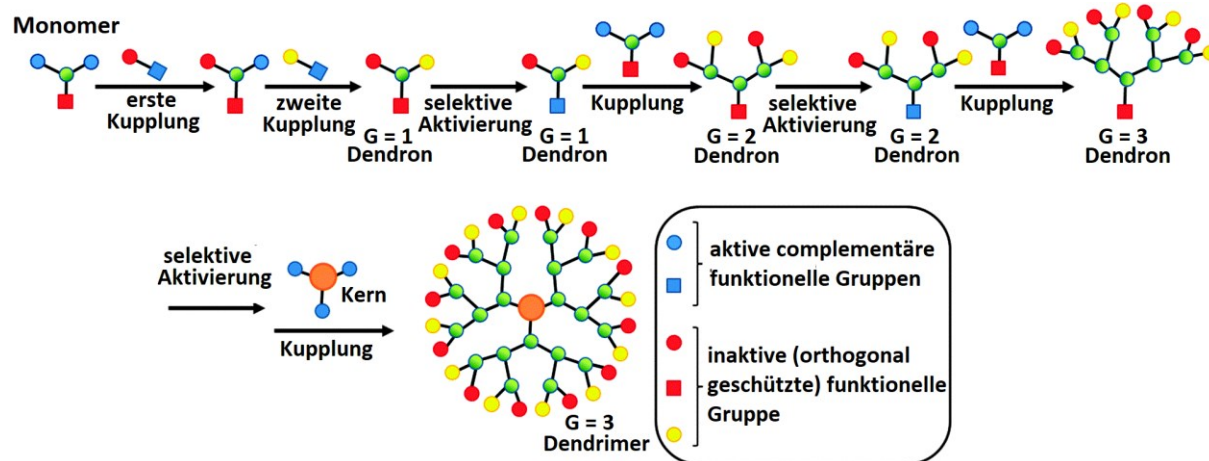 Monomer
erste
Kupplung
zweite
Kupplung
G = 1
Dendron
selektive
Aktivierung
G = 1
Dendron
Kupplung
G = 2
Dendron
selektive
Aktivierung
G = 2
Dendron
Kupplung
G = 3
Dendron
selektive
Aktivierung
Kern
Kupplung
G = 3
Dendrimer
aktive complementäre
funktionelle Gruppen
inaktive (orthogonal
geschützte) funktionelle
Gruppe